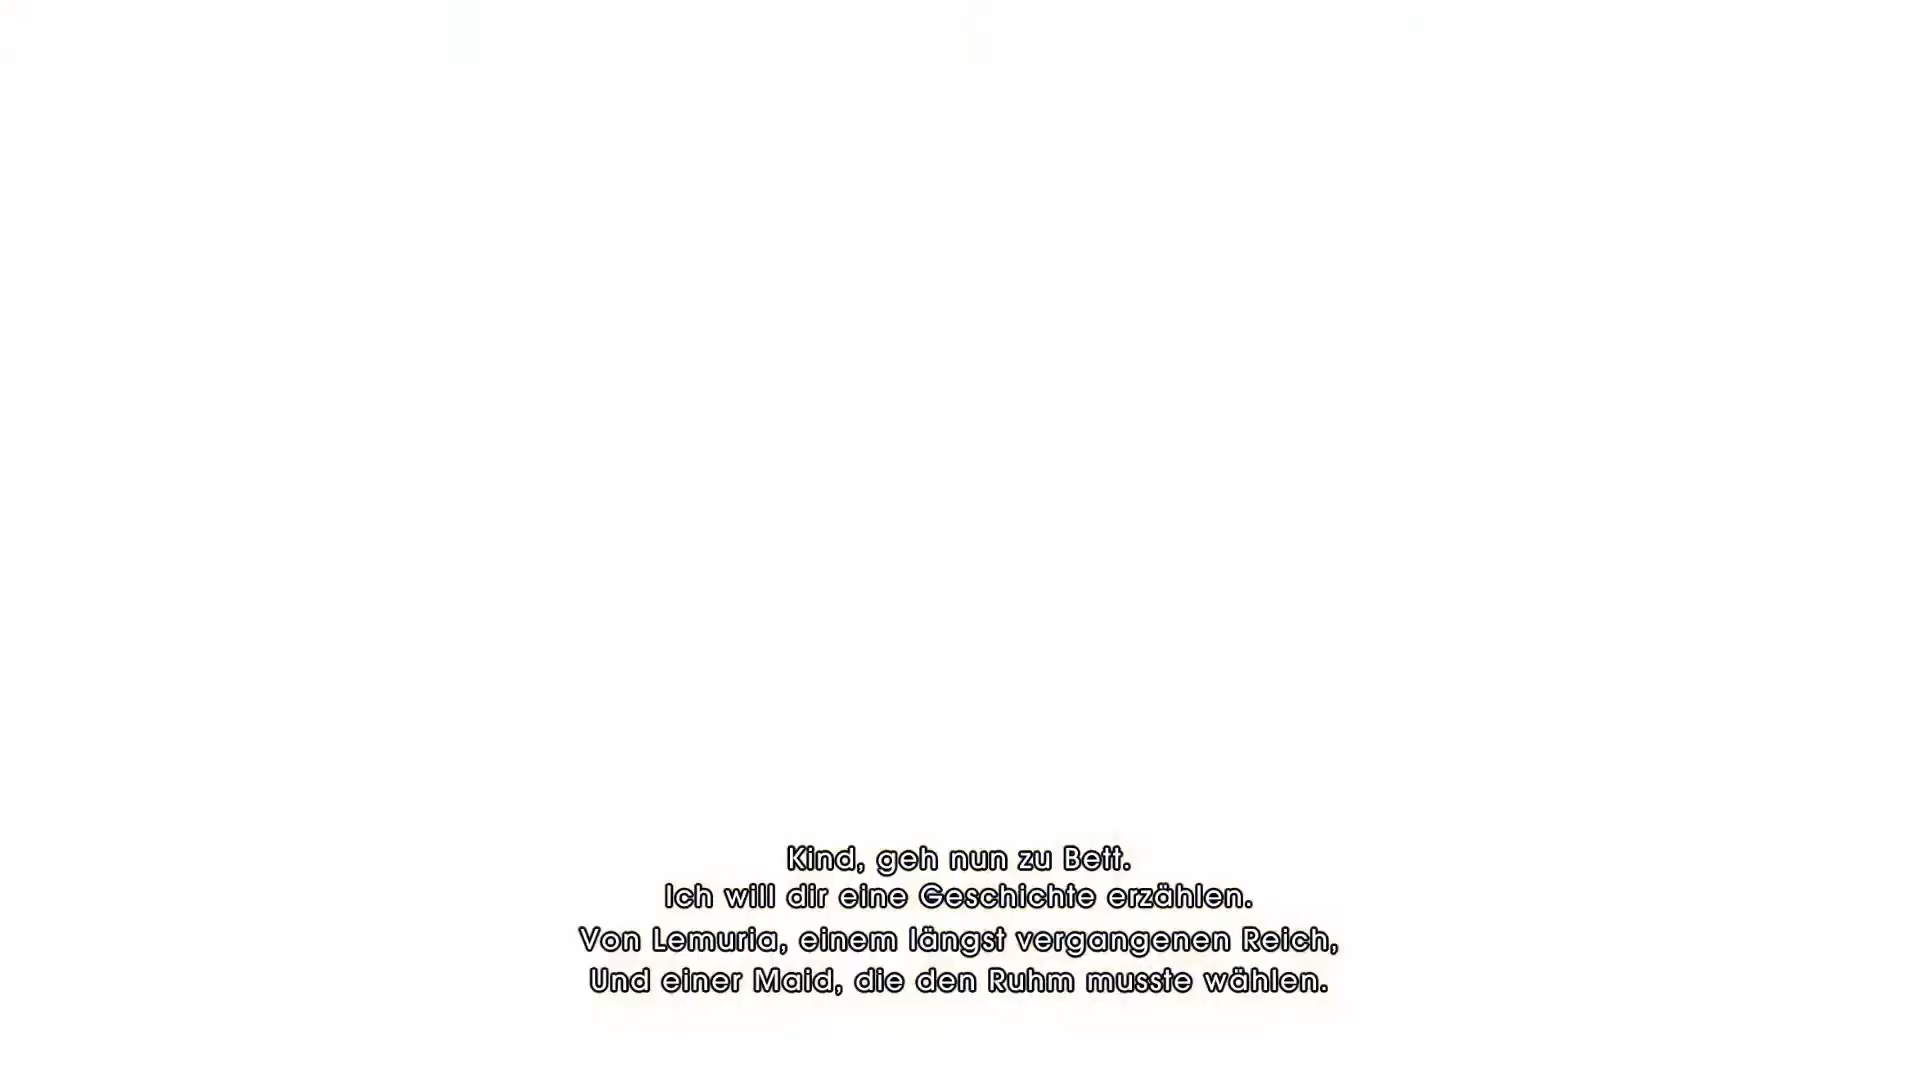 Kind, geh nun zu Bett.
Ich will dir eine Geschichte erzählen.
Von Lemuria, einem längst vergangenen Reich,
Und einer Maid, die den Ruhm musste wählen.